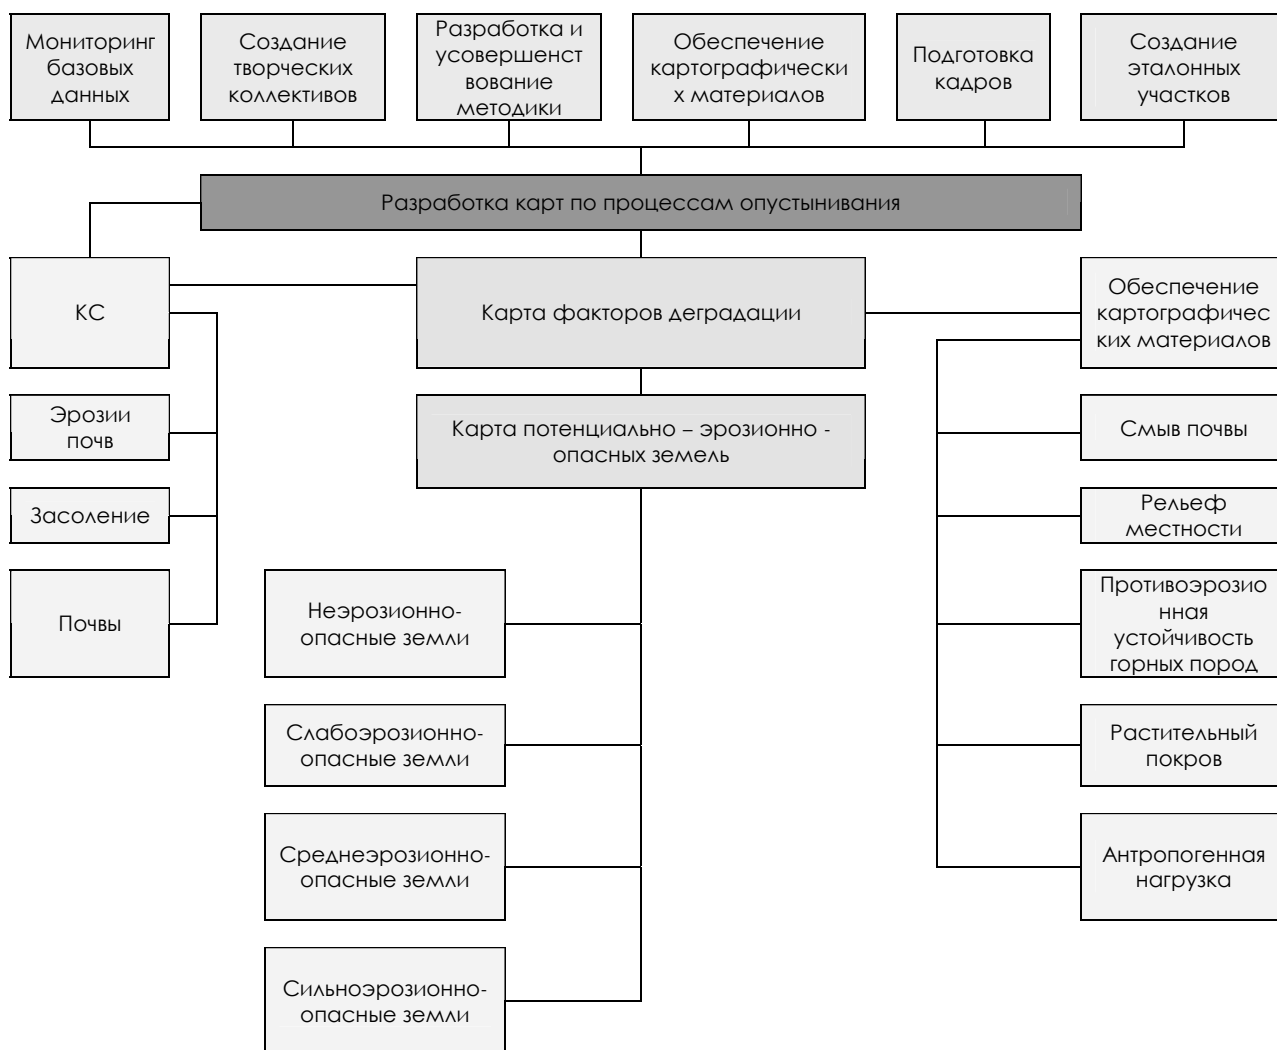 Мониторинг
базовых
данных
Создание
творческих
коллективов
Разработка и
усовершенст
вование
методики
Обеспечение
картографически
х материалов
Подготовка
кадров
Создание
эталонных
участков
Разработка карт по процессам опустынивания
КС
Карта факторов деградации
Обеспечение
картографичес
ких материалов
Эрозии
почв
Карта потенциально – эрозионно -
опасных земель
Смыв почвы
Засоление
Рельеф
местности
Почвы
Неэрозионно-
опасные земли
Противоэрозио
нная
устойчивость
горных пород
Слабоэрозионно-
опасные земли
Растительный
покров
Среднеэрозионно-
опасные земли
Антропогенная
нагрузка
Сильноэрозионно-
опасные земли